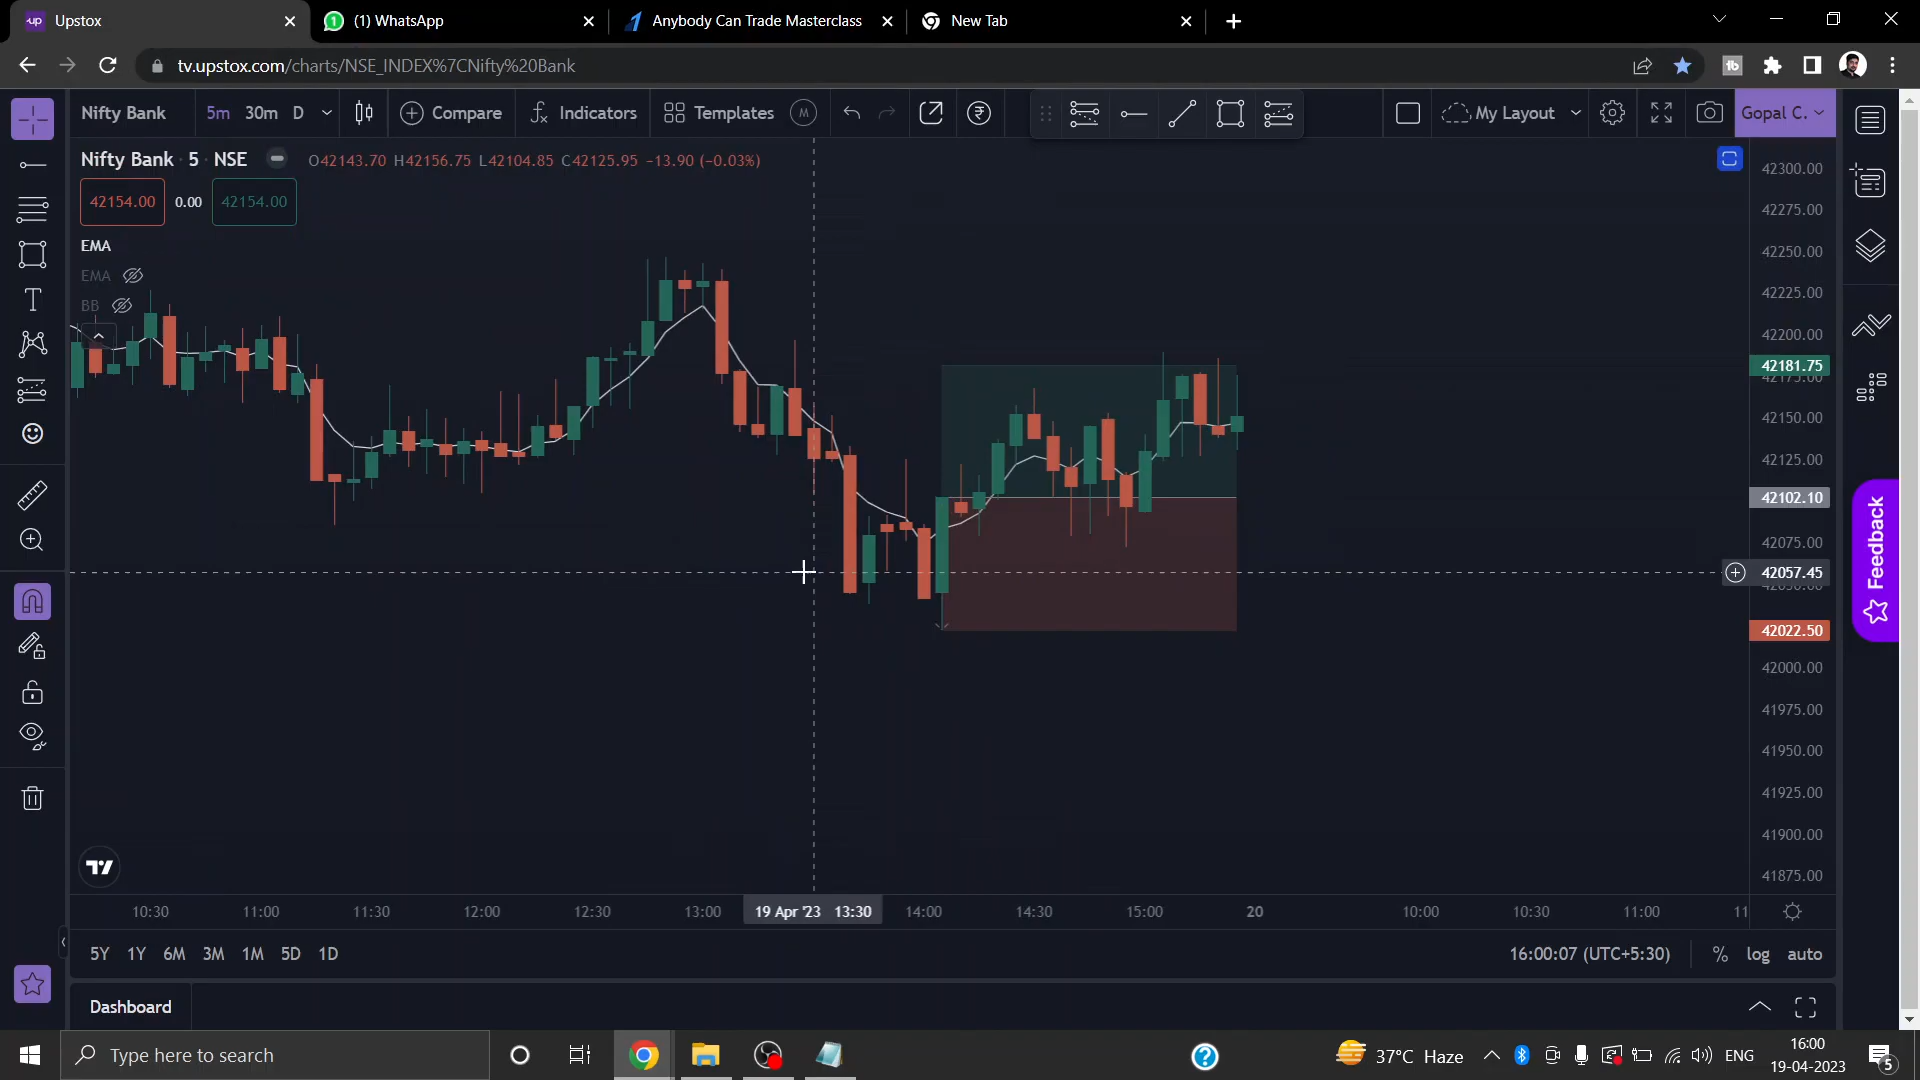 up Upstox
(1) WhatsApp
Anybody Can Trade Masterclass
New Tab
tv.upstox.com/charts/NSE_INDEX%7CNifty%20Bank
Nifty Bank 5m 30m D Compare Indicators Templates M My Layout Gopal C.
Nifty Bank · 5 · NSE O42143.70 H42156.75 L42104.85 C42125.95 -13.90 (-0.03%)
42154.00 0.00 42154.00
EMA
EMA
BB
42300.00
42275.00
42250.00
42225.00
42200.00
42181.75
42175.00
42150.00
42125.00
42102.10
42075.00
42057.45
42022.50
42000.00
41975.00
41950.00
41925.00
41900.00
41875.00
Feedback
10:30 11:00 11:30 12:00 12:30 13:00 19 Apr '23 13:30 14:00 14:30 15:00 20 10:00 10:30 11:00 11
5Y 1Y 6M 3M 1M 5D 1D 16:00:07 (UTC+5:30) % log auto
Dashboard
Type here to search
37°C Haze
ENG
16:00
19-04-2023
5